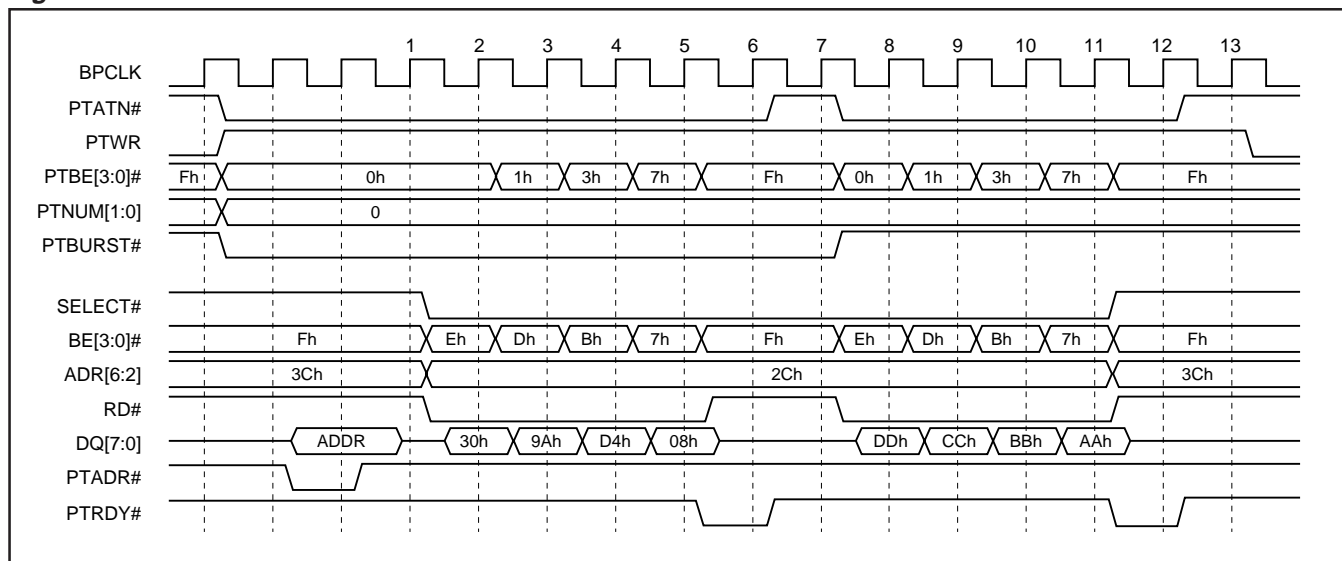 1 2 3 4 5 6 7 8 9 10 11 12 13
BPCLK
PTATN#
PTWR
PTBE[3:0]# Fh 0h 1h 3h 7h Fh 0h 1h 3h 7h Fh
PTNUM[1:0] 0
PTBURST#
SELECT#
BE[3:0]# Fh Eh Dh Bh 7h Fh Eh Dh Bh 7h Fh
ADR[6:2] 3Ch 2Ch 3Ch
RD#
DQ[7:0] ADDR 30h 9Ah D4h 08h DDh CCh BBh AAh
PTADR#
PTRDY#